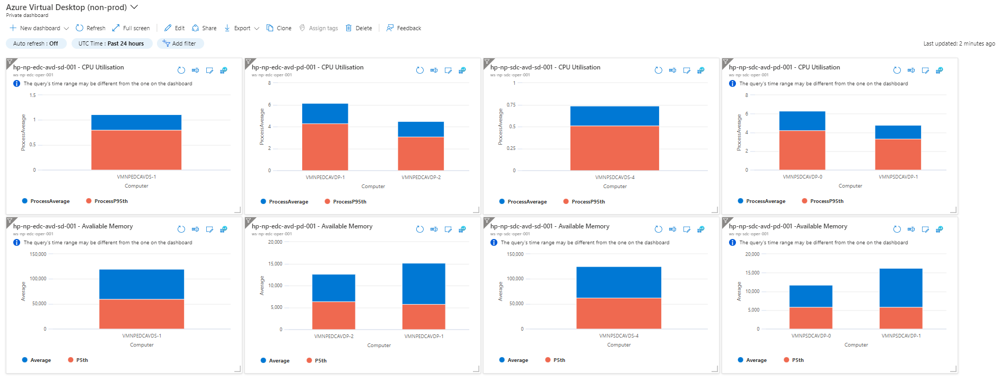 Azure Virtual Desktop (non-prod)
Private dashboard
New dashboard Refresh Full screen Edit Share Export Clone Assign tags Delete Feedback
Auto refresh : Off UTC Time : Past 24 hours Add filter Last updated: 2 minutes ago
hp-np-edc-avd-sd-001 - CPU Utilisation
ws-np-edc-oper-001
The query's time range may be different from the one on the dashboard
1.5
1
0.5
0
ProcessAverage
VMNPEDCAVDS-1
Computer
ProcessAverage ProcessP95th
hp-np-edc-avd-pd-001 - CPU Utilisation
ws-np-edc-oper-001
8
6
4
2
0
ProcessAverage
VMNPEDCAVDP-1 VMNPEDCAVDP-2
Computer
ProcessAverage ProcessP95th
hp-np-sdc-avd-sd-001 - CPU Utilisation
ws-np-sdc-oper-001
1
0.75
0.5
0.25
0
ProcessAverage
VMNPSDCAVDS-4
Computer
ProcessAverage ProcessP95th
hp-np-sdc-avd-pd-001 - CPU Utilisation
ws-np-sdc-oper-001
The query's time range may be different from the one on the dashboard
8
6
4
2
0
ProcessAverage
VMNPSDCAVDP-0 VMNPSDCAVDP-1
Computer
ProcessAverage ProcessP95th
hp-np-edc-avd-sd-001 - Avaliable Memory
ws-np-edc-oper-001
The query's time range may be different from the one on the dashboard
150,000
100,000
50,000
0
Average
VMNPEDCAVDS-1
Computer
Average P5th
hp-np-edc-avd-pd-001 - Available Memory
ws-np-edc-oper-001
20,000
15,000
10,000
5,000
0
Average
VMNPEDCAVDP-2 VMNPEDCAVDP-1
Computer
Average P5th
hp-np-sdc-avd-sd-001 - Available Memory
ws-np-sdc-oper-001
The query's time range may be different from the one on the dashboard
150,000
100,000
50,000
0
Average
VMNPSDCAVDS-4
Computer
Average P5th
hp-np-sdc-avd-pd-001 -Available Memory
ws-np-sdc-oper-001
The query's time range may be different from the one on the dashboard
20,000
15,000
10,000
5,000
0
Average
VMNPSDCAVDP-0 VMNPSDCAVDP-1
Computer
Average P5th